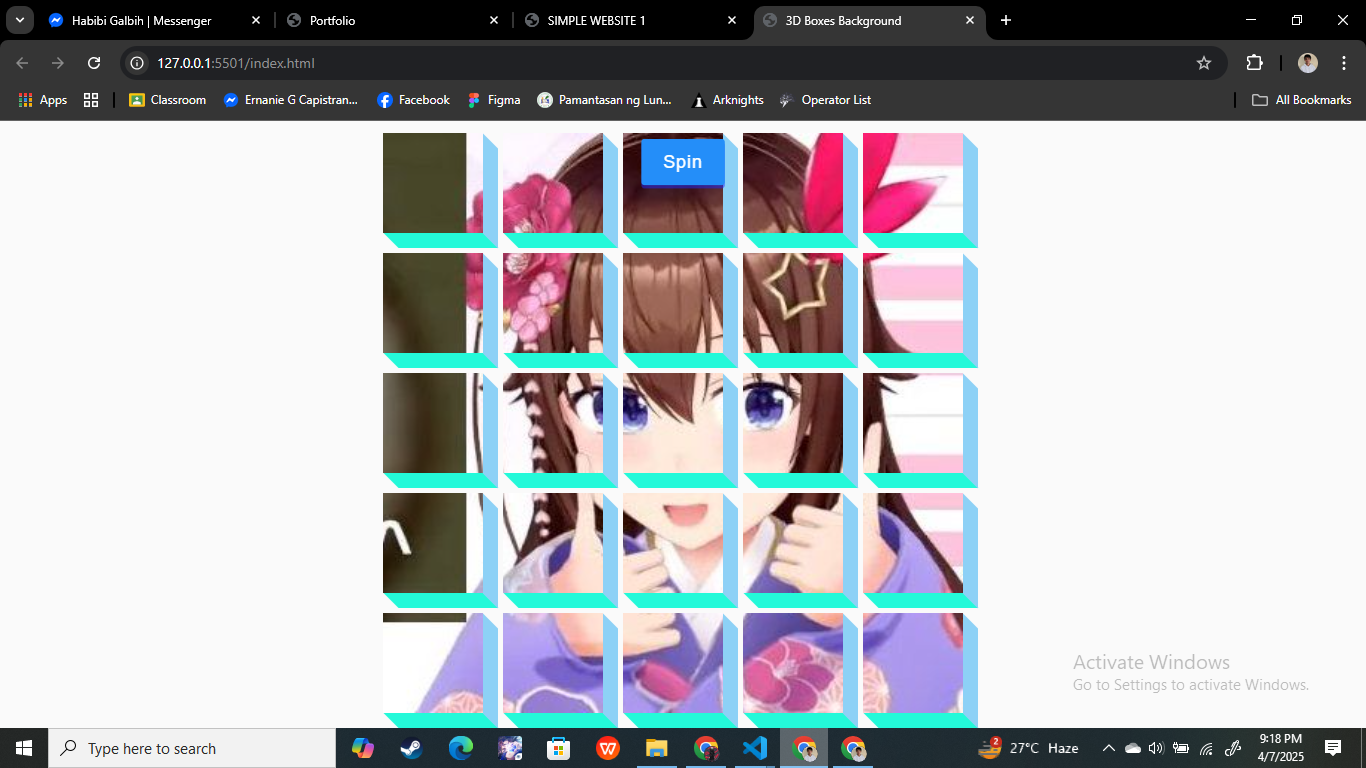 Habibi Galbih | Messenger
Portfolio
SIMPLE WEBSITE 1
3D Boxes Background
127.0.0.1:5501/index.html
Apps
Classroom
Ernanie G Capistran...
Facebook
Figma
Pamantasan ng Lun...
Arknights
Operator List
All Bookmarks
Spin
Activate Windows
Go to Settings to activate Windows.
Type here to search
2
27°C Haze
9:18 PM
4/7/2025